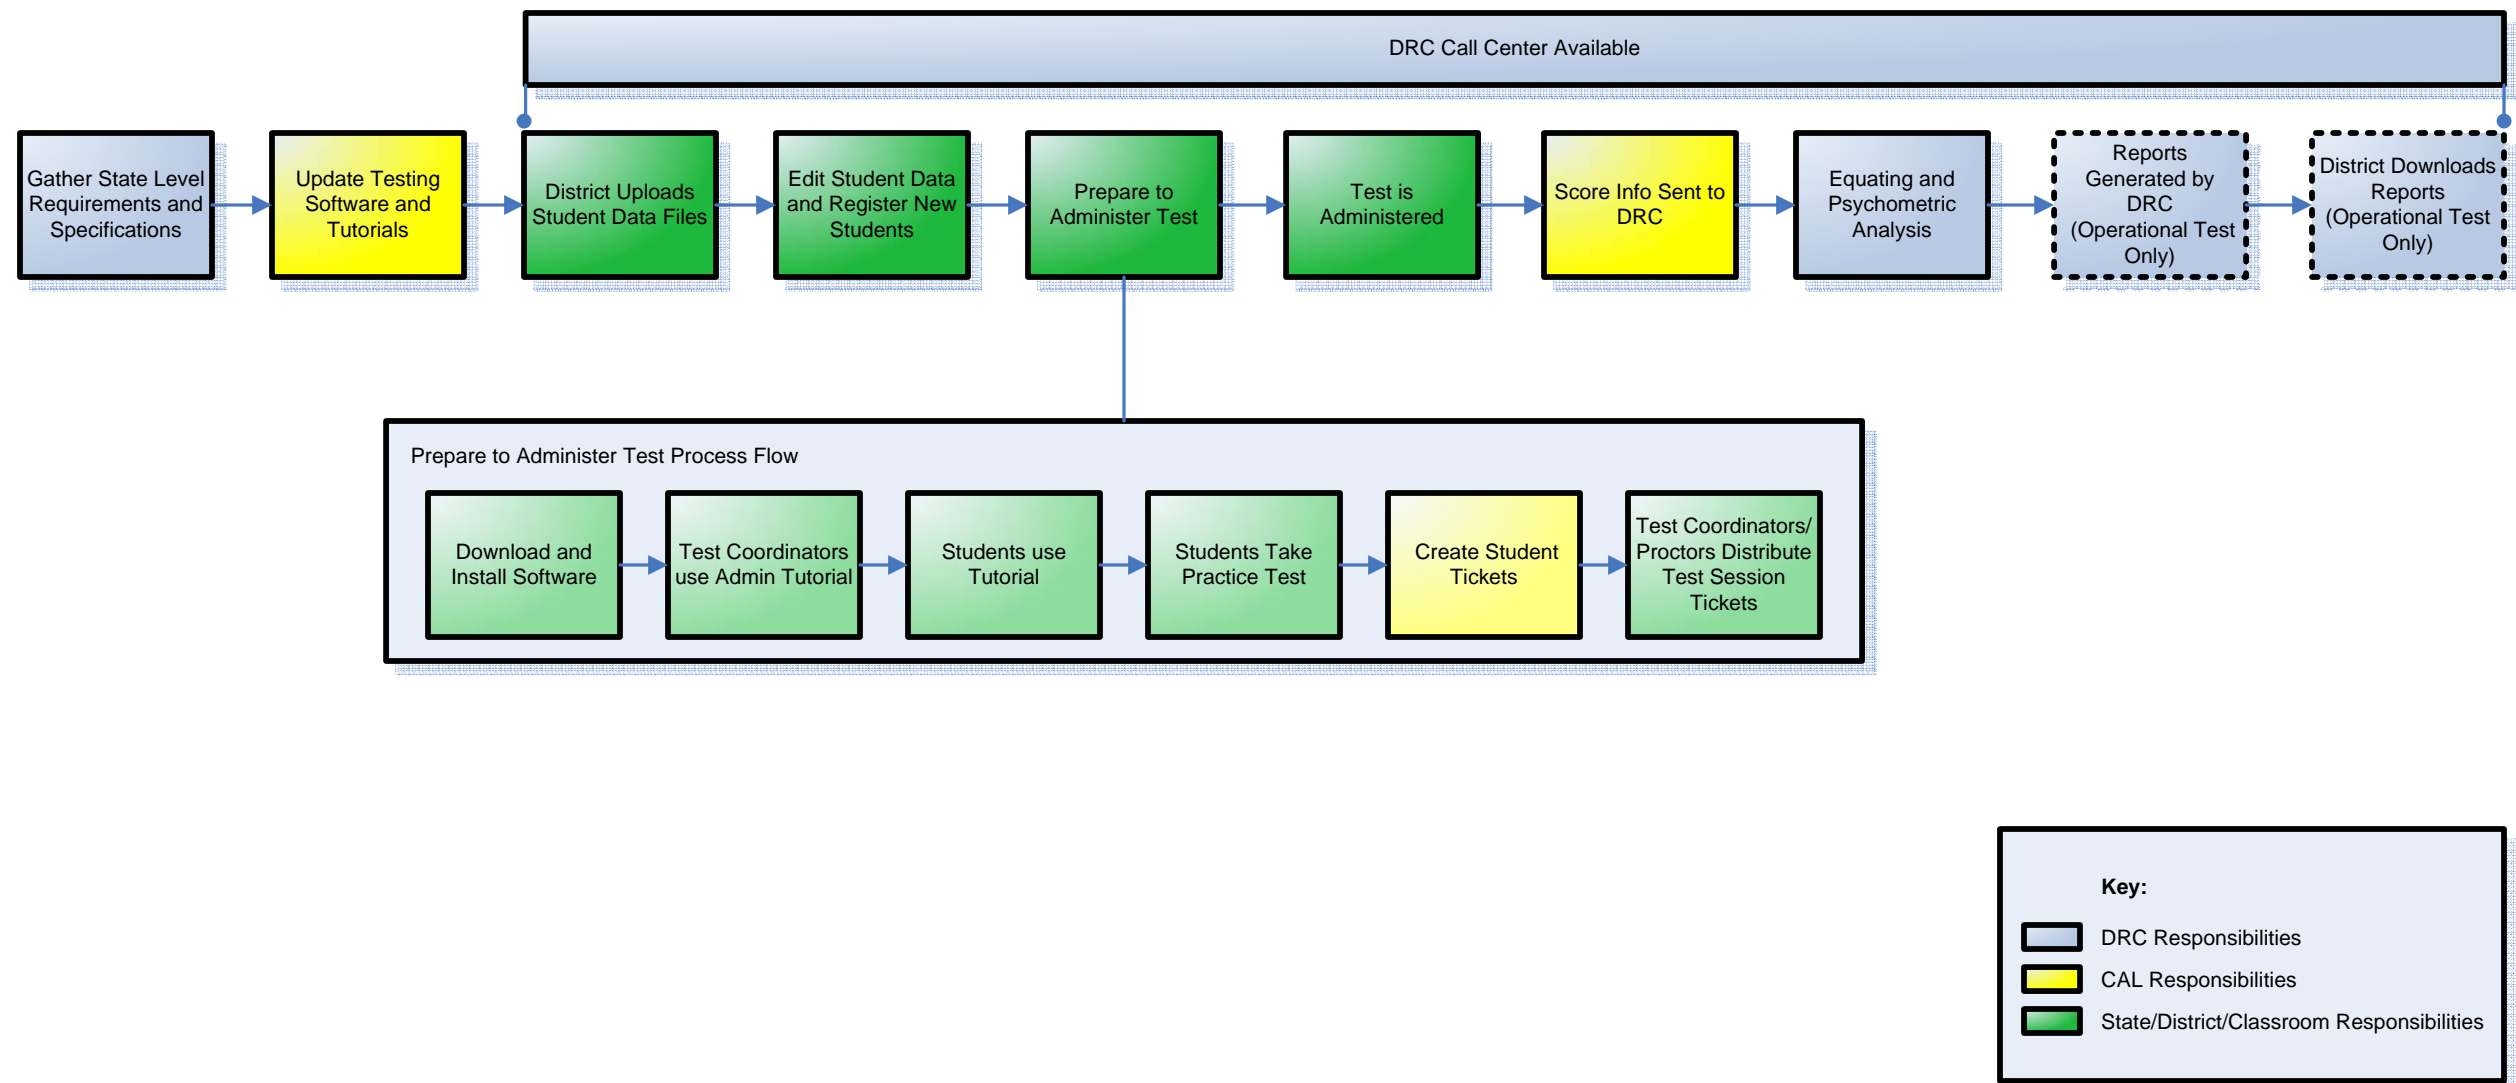 DRC Call Center Available
Gather State Level
Requirements and
Specifications
Update Testing
Software and
Tutorials
District Uploads
Student Data Files
Edit Student Data
and Register New
Students
Prepare to
Administer Test
Test is
Administered
Score Info Sent to
DRC
Equating and
Psychometric
Analysis
Reports
Generated by
DRC
(Operational Test
Only)
District Downloads
Reports
(Operational Test
Only)
Prepare to Administer Test Process Flow
Download and
Install Software
Test Coordinators
use Admin Tutorial
Students use
Tutorial
Students Take
Practice Test
Create Student
Tickets
Test Coordinators/
Proctors Distribute
Test Session
Tickets
Key:
DRC Responsibilities
CAL Responsibilities
State/District/Classroom Responsibilities